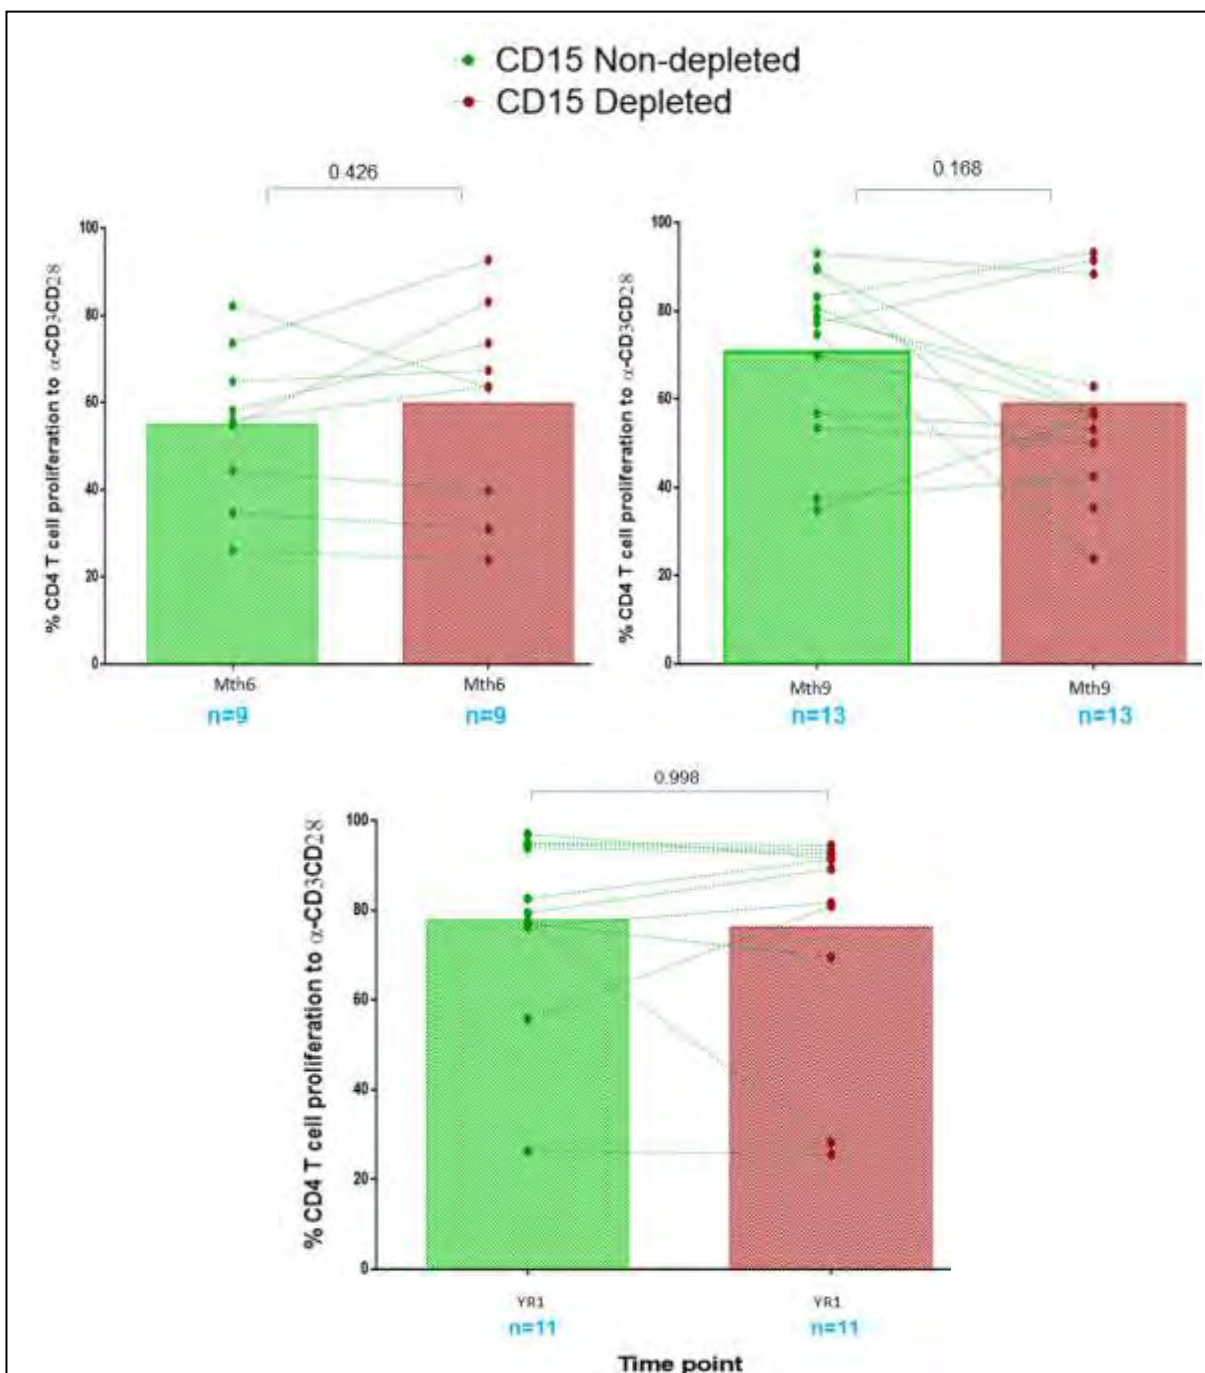 CD15 Non-depleted
CD15 Depleted
0.426
% CD4 T cell proliferation to α-CD3CD28
100
80
60
40
20
0
Mth6
Mth6
n=9
n=9
0.168
% CD4 T cell proliferation to α-CD3CD28
100
80
60
40
20
0
Mth9
Mth9
n=13
n=13
0.998
% CD4 T cell proliferation to α-CD3CD28
100
80
60
40
20
0
YR1
YR1
n=11
n=11
Time point